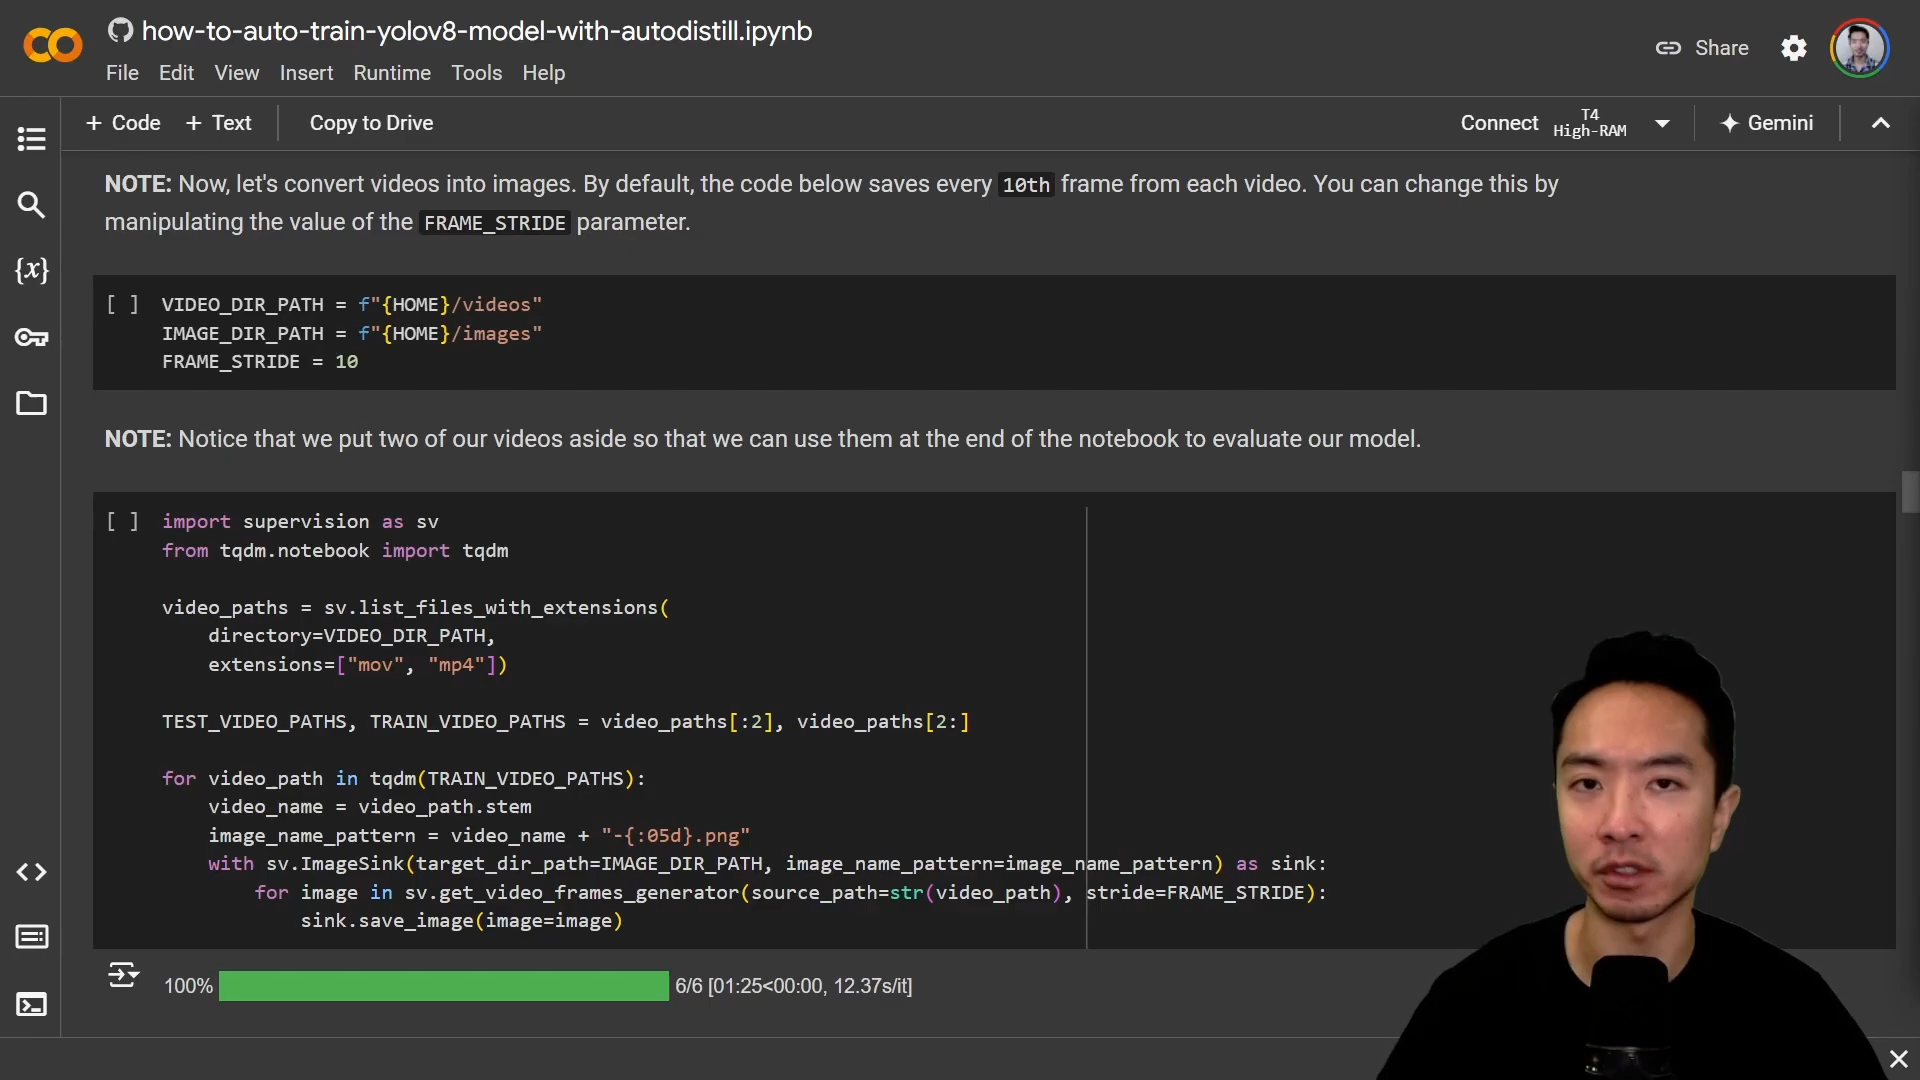 how-to-auto-train-yolov8-model-with-autodistill.ipynb
File Edit View Insert Runtime Tools Help
Share
+ Code + Text Copy to Drive
Connect T4 High-RAM Gemini
NOTE: Now, let's convert videos into images. By default, the code below saves every 10th frame from each video. You can change this by
manipulating the value of the FRAME_STRIDE parameter.
[ ] VIDEO_DIR_PATH = f"{HOME}/videos"
IMAGE_DIR_PATH = f"{HOME}/images"
FRAME_STRIDE = 10
NOTE: Notice that we put two of our videos aside so that we can use them at the end of the notebook to evaluate our model.
[ ] import supervision as sv
from tqdm.notebook import tqdm
video_paths = sv.list_files_with_extensions(
directory=VIDEO_DIR_PATH,
extensions=["mov", "mp4"])
TEST_VIDEO_PATHS, TRAIN_VIDEO_PATHS = video_paths[:2], video_paths[2:]
for video_path in tqdm(TRAIN_VIDEO_PATHS):
video_name = video_path.stem
image_name_pattern = video_name + "-{:05d}.png"
with sv.ImageSink(target_dir_path=IMAGE_DIR_PATH, image_name_pattern=image_name_pattern) as sink:
for image in sv.get_video_frames_generator(source_path=str(video_path), stride=FRAME_STRIDE):
sink.save_image(image=image)
100% 6/6 [01:25<00:00, 12.37s/it]